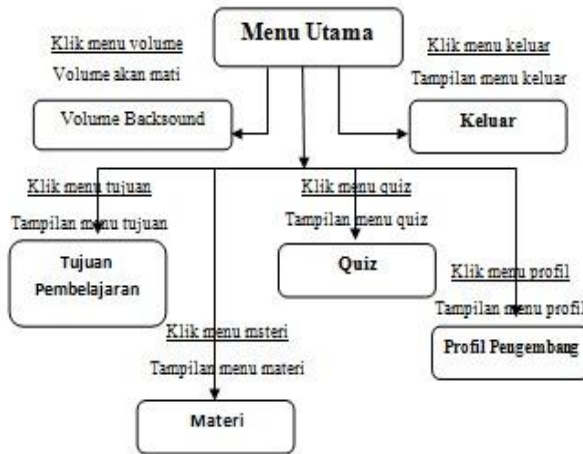 Menu Utama
Klik menu volume
Volume akan mati
Klik menu keluar
Tampilan menu keluar
Volume Backsound
Keluar
Klik menu tujuan
Tampilan menu tujuan
Klik menu quiz
Tampilan menu quiz
Tujuan
Pembelajaran
Quiz
Klik menu profil
Tampilan menu profil
Profil Pengembang
Klik menu msteri
Tampilan menu materi
Materi